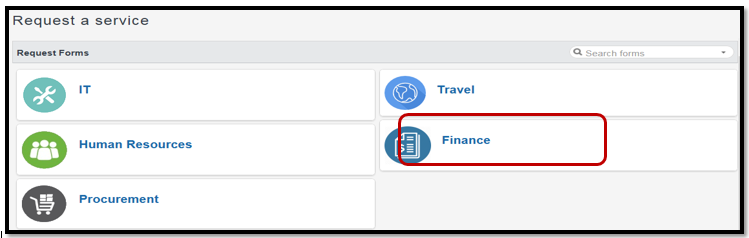 Request a service
Request Forms
Search forms
IT
Travel
Human Resources
Finance
Procurement